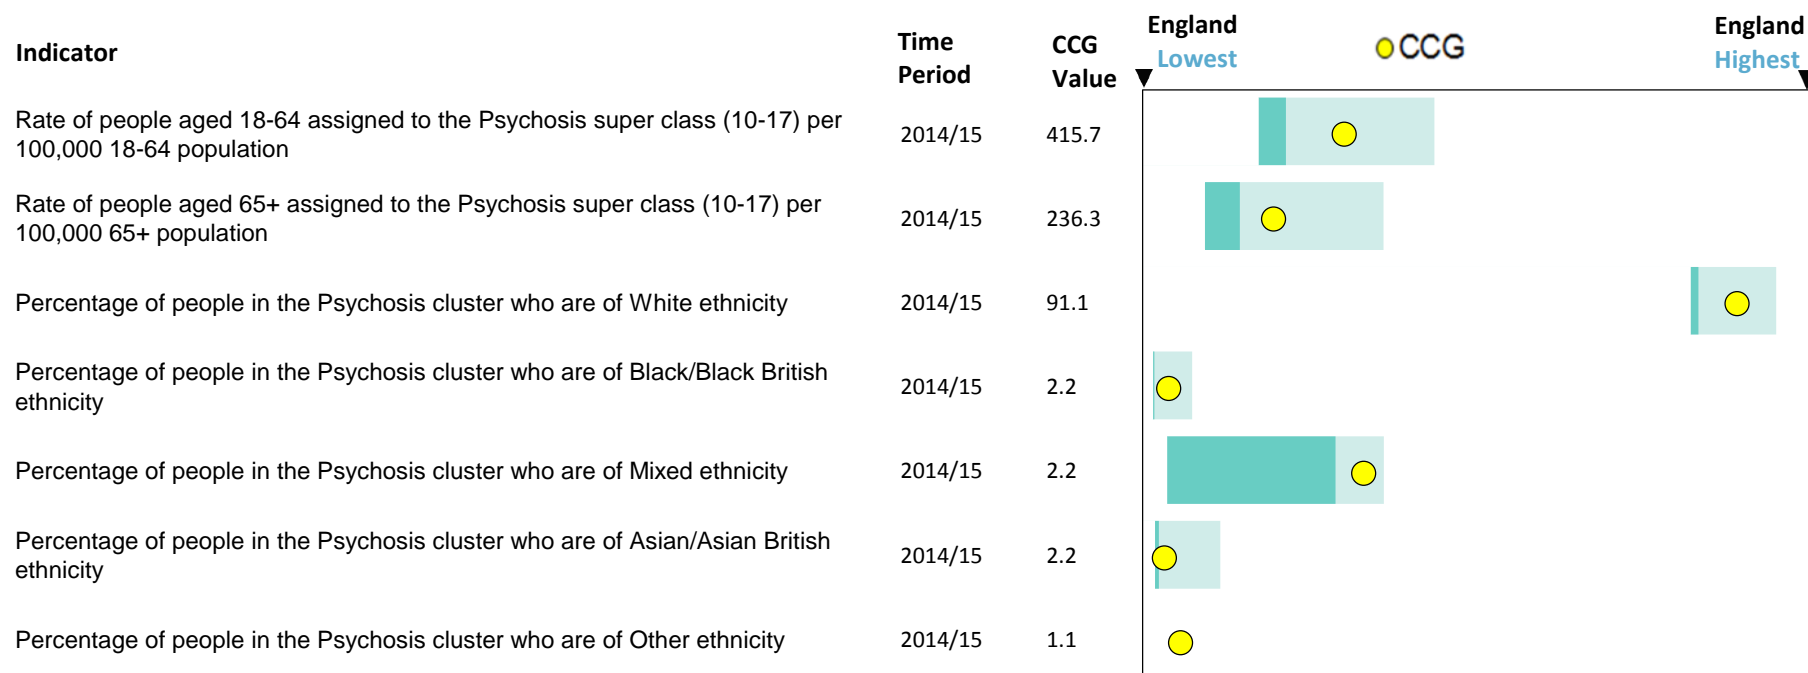 Indicator
Time Period
CCG Value
England Lowest
CCG
England Highest
Rate of people aged 18-64 assigned to the Psychosis super class (10-17) per
100,000 18-64 population
2014/15
415.7
Rate of people aged 65+ assigned to the Psychosis super class (10-17) per
100,000 65+ population
2014/15
236.3
Percentage of people in the Psychosis cluster who are of White ethnicity
2014/15
91.1
Percentage of people in the Psychosis cluster who are of Black/Black British
ethnicity
2014/15
2.2
Percentage of people in the Psychosis cluster who are of Mixed ethnicity
2014/15
2.2
Percentage of people in the Psychosis cluster who are of Asian/Asian British
ethnicity
2014/15
2.2
Percentage of people in the Psychosis cluster who are of Other ethnicity
2014/15
1.1